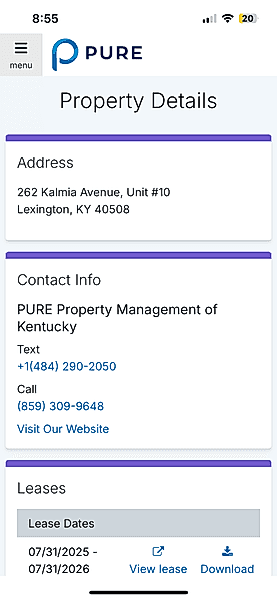 8:55
20
menu
PURE
Property Details
Address
262 Kalmia Avenue, Unit #10
Lexington, KY 40508
Contact Info
PURE Property Management of
Kentucky
Text
+1(484) 290-2050
Call
(859) 309-9648
Visit Our Website
Leases
Lease Dates
07/31/2025 -
07/31/2026
View lease
Download